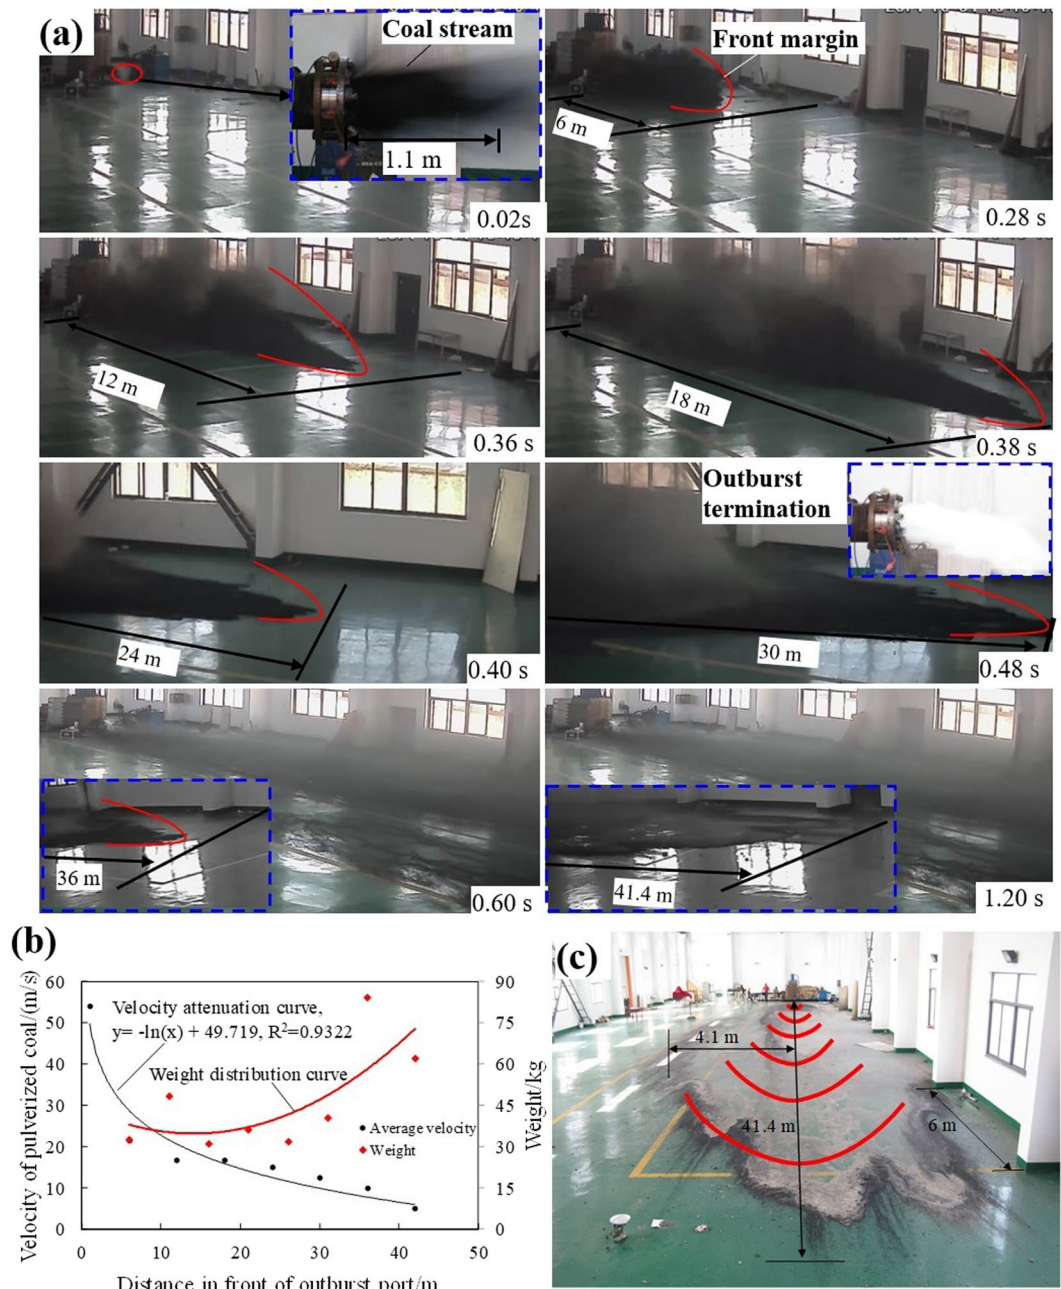 (a)
Coal stream
1.1 m
0.02s
Front margin
6 m
0.28 s
12 m
0.36 s
18 m
0.38 s
24 m
0.40 s
Outburst
termination
30 m
0.48 s
36 m
0.60 s
41.4 m
1.20 s
(b)
Velocity of pulverized coal/(m/s)
60
50
40
30
20
10
0
Velocity attenuation curve,
y= -ln(x) + 49.719, R²=0.9322
Weight distribution curve
Average velocity
Weight
90
75
60
45
30
15
0
Weight/kg
0
10
20
30
40
50
Distance in front of outburst port/m
(c)
4.1 m
41.4 m
6 m